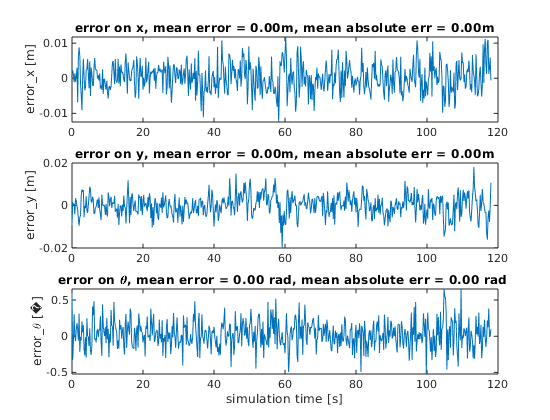 error on x, mean error = 0.00m, mean absolute err = 0.00m
0.01
0
-0.01
error_x [m]
0 20 40 60 80 100 120
error on y, mean error = 0.00m, mean absolute err = 0.00m
0.02
0
-0.02
error_y [m]
0 20 40 60 80 100 120
error on θ, mean error = 0.00 rad, mean absolute err = 0.00 rad
0.5
0
-0.5
error_θ [�]
0 20 40 60 80 100 120
simulation time [s]